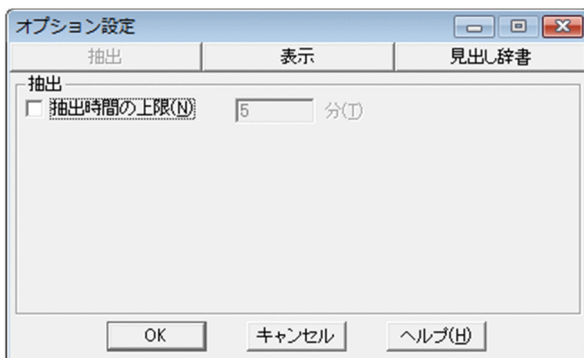 オプション設定
抽出 表示 見出し辞書
抽出
抽出時間の上限(N) 5 分(T)
OK キャンセル ヘルプ(H)